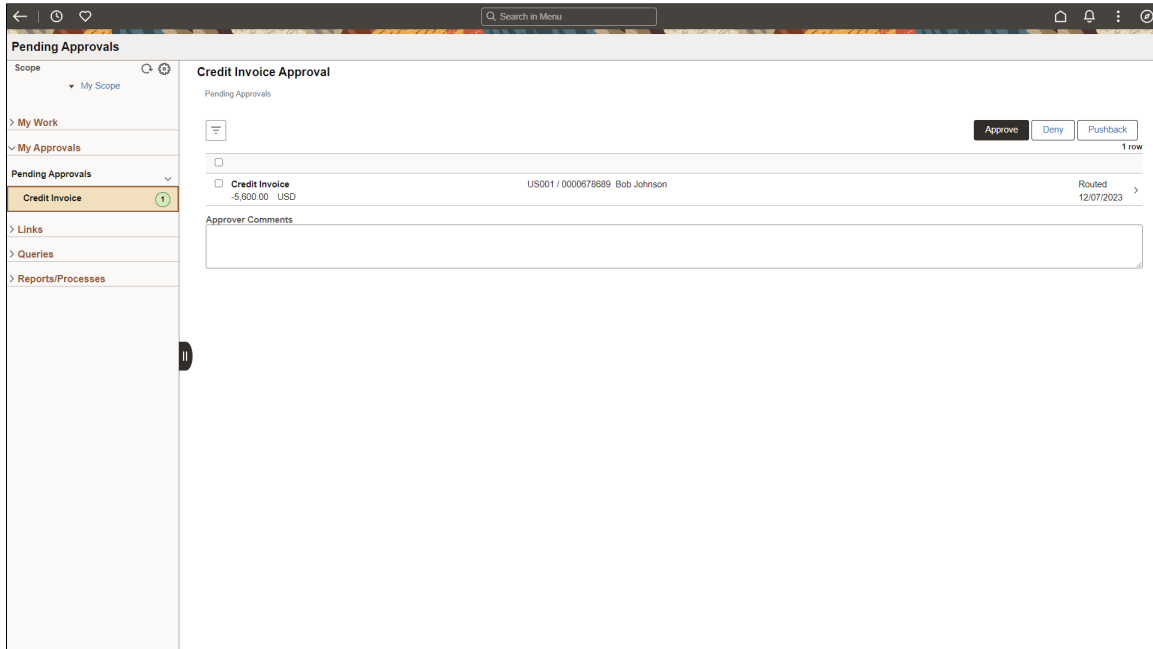 Search in Menu
Pending Approvals
Scope
My Scope
My Work
My Approvals
Pending Approvals
Credit Invoice
1
Links
Queries
Reports/Processes
Credit Invoice Approval
Pending Approvals
Approve Deny Pushback
1 row
Credit Invoice US001 / 0000678689 Bob Johnson Routed
-5,600.00 USD 12/07/2023
Approver Comments